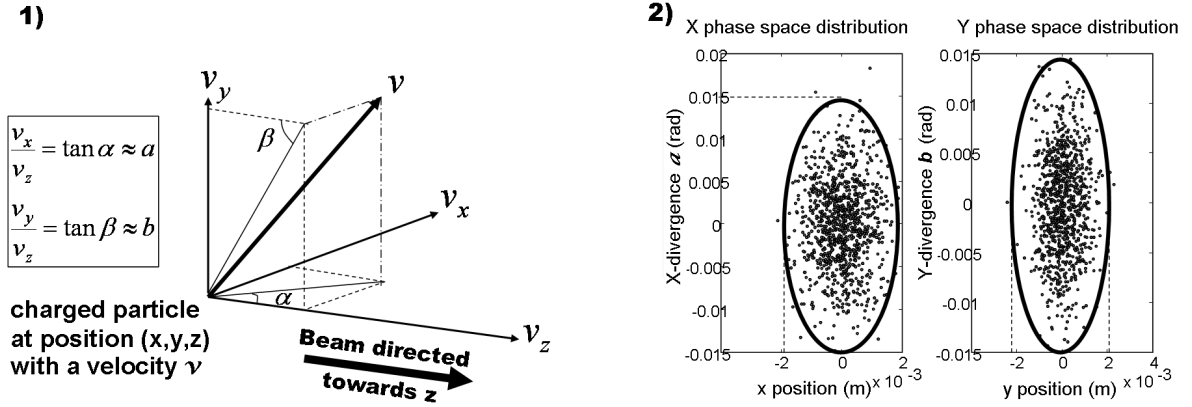 1)
v_y
v
β
v_x/v_z = tan α ≈ a
v_y/v_z = tan β ≈ b
v_x
α
v_z
charged particle
at position (x,y,z)
with a velocity v
Beam directed
towards z
2)
X phase space distribution
0.02
0.015
0.01
0.005
0
-0.005
-0.01
-0.015
X-divergence a (rad)
-4
-2
0
2
x position (m) × 10 -3
Y phase space distribution
0.015
0.01
0.005
0
-0.005
-0.01
-0.015
Y-divergence b (rad)
-4
-2
0
2
4
y position (m) × 10 -3